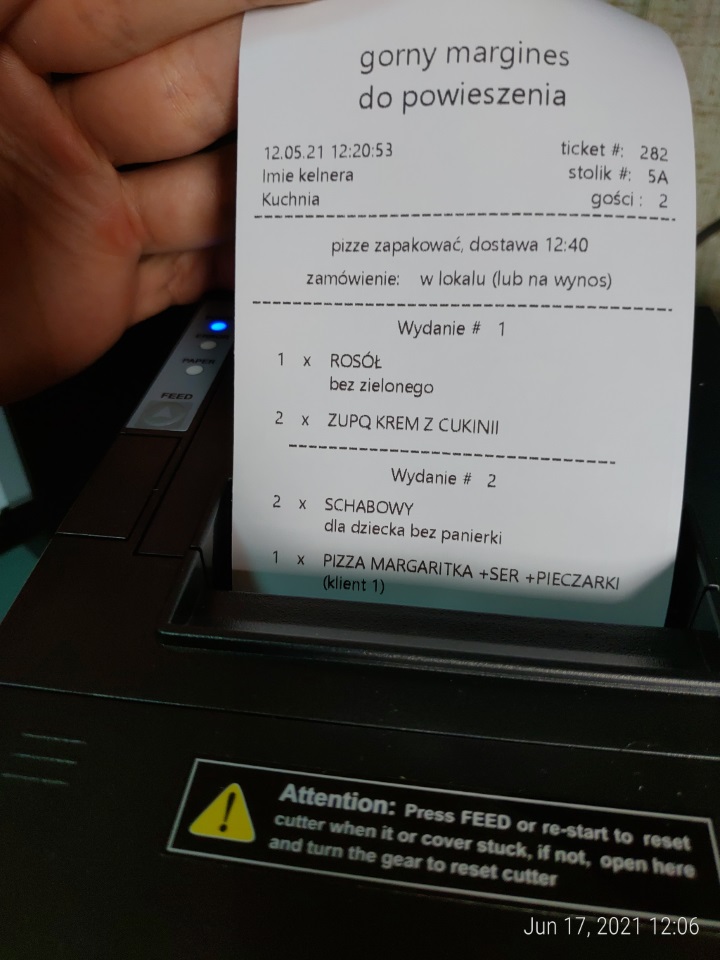 gorny margines
do powieszenia
12.05.21 12:20:53 ticket #: 282
Imie kelnera stolik #: 5A
Kuchnia gości : 2
pizze zapakować, dostawa 12:40
zamówienie: w lokalu (lub na wynos)
Wydanie # 1
1 x ROSÓŁ
bez zielonego
2 x ZUPQ KREM Z CUKINII
Wydanie # 2
2 x SCHABOWY
dla dziecka bez panierki
1 x PIZZA MARGARITKA +SER +PIECZARKI
(klient 1)
PAPER
FEED
Attention: Press FEED or re-start to reset
cutter when it or cover stuck, if not, open here
and turn the gear to reset cutter
Jun 17, 2021 12:06